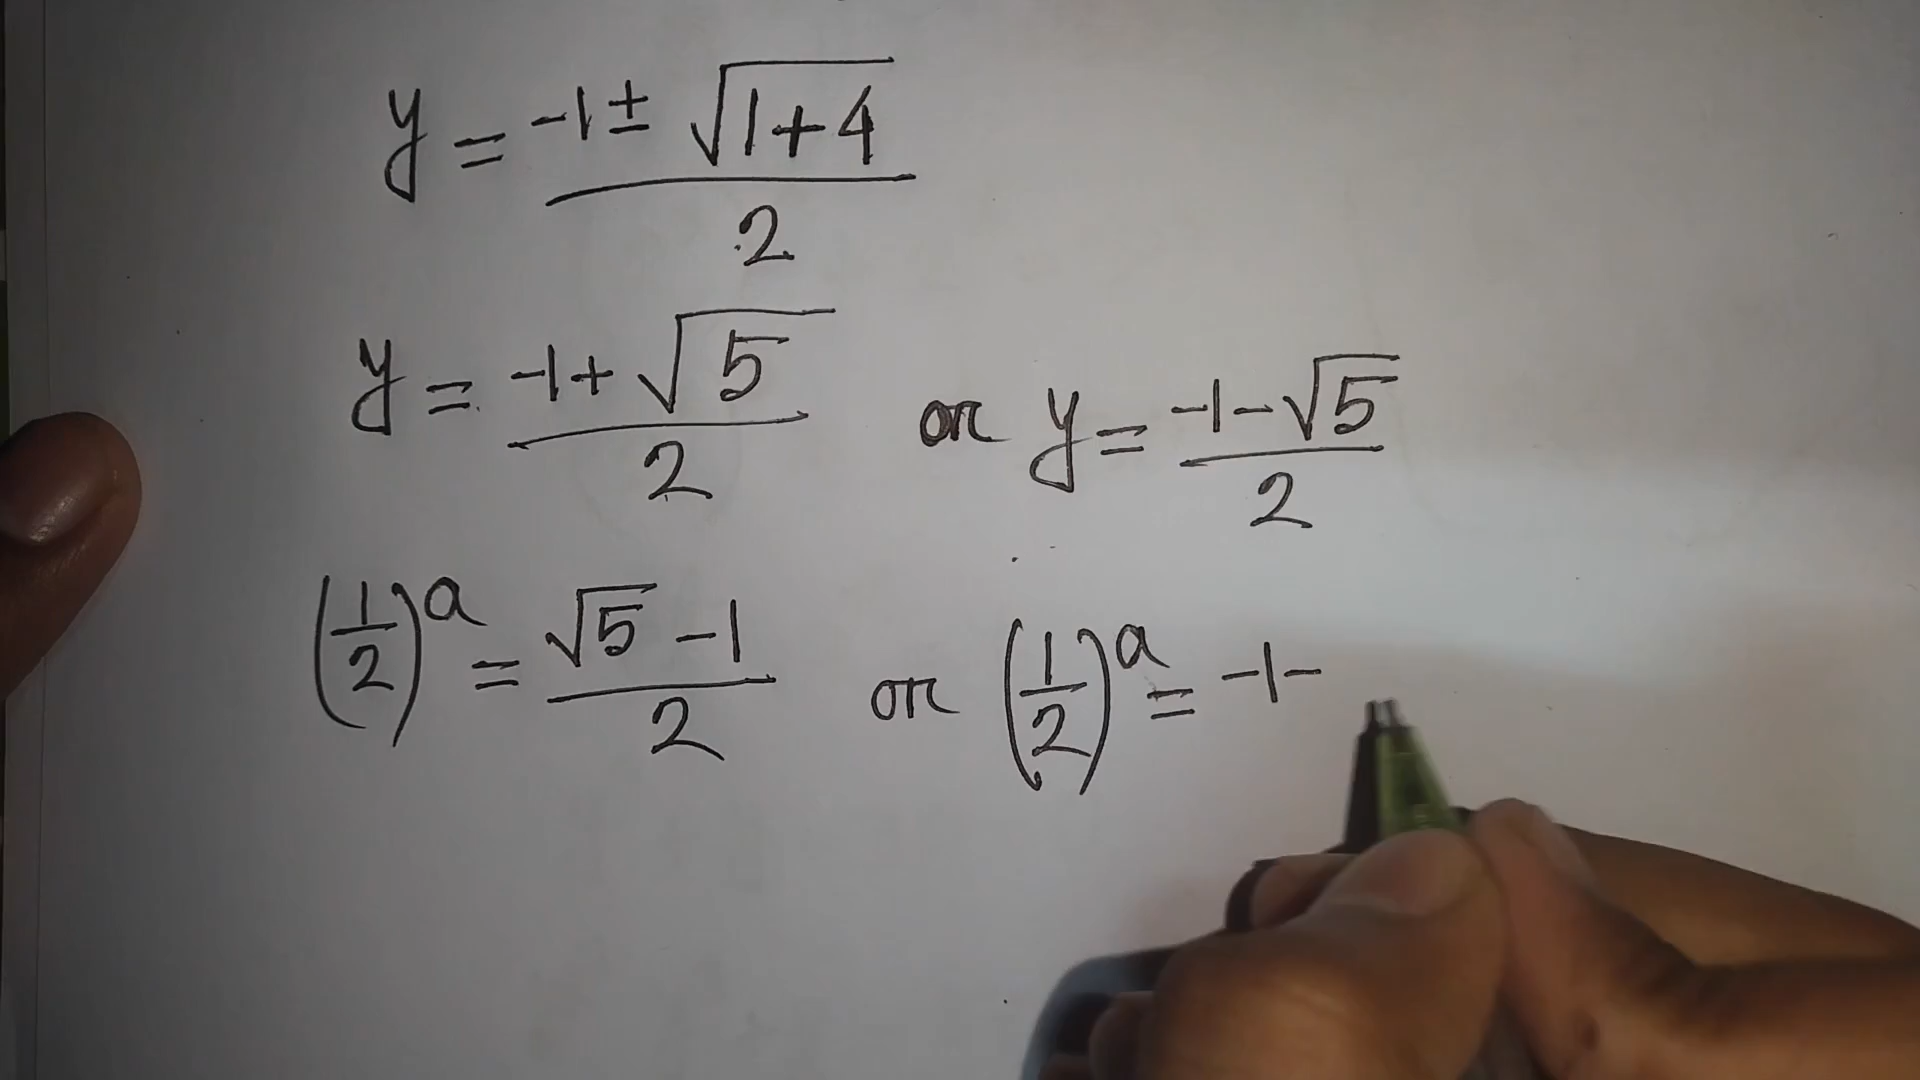 y = (-1 ± √(1+4))/2
y = (-1+√5)/2 or y = (-1-√5)/2
(1/2)^a = (√5 -1)/2 or (1/2)^a = -1-